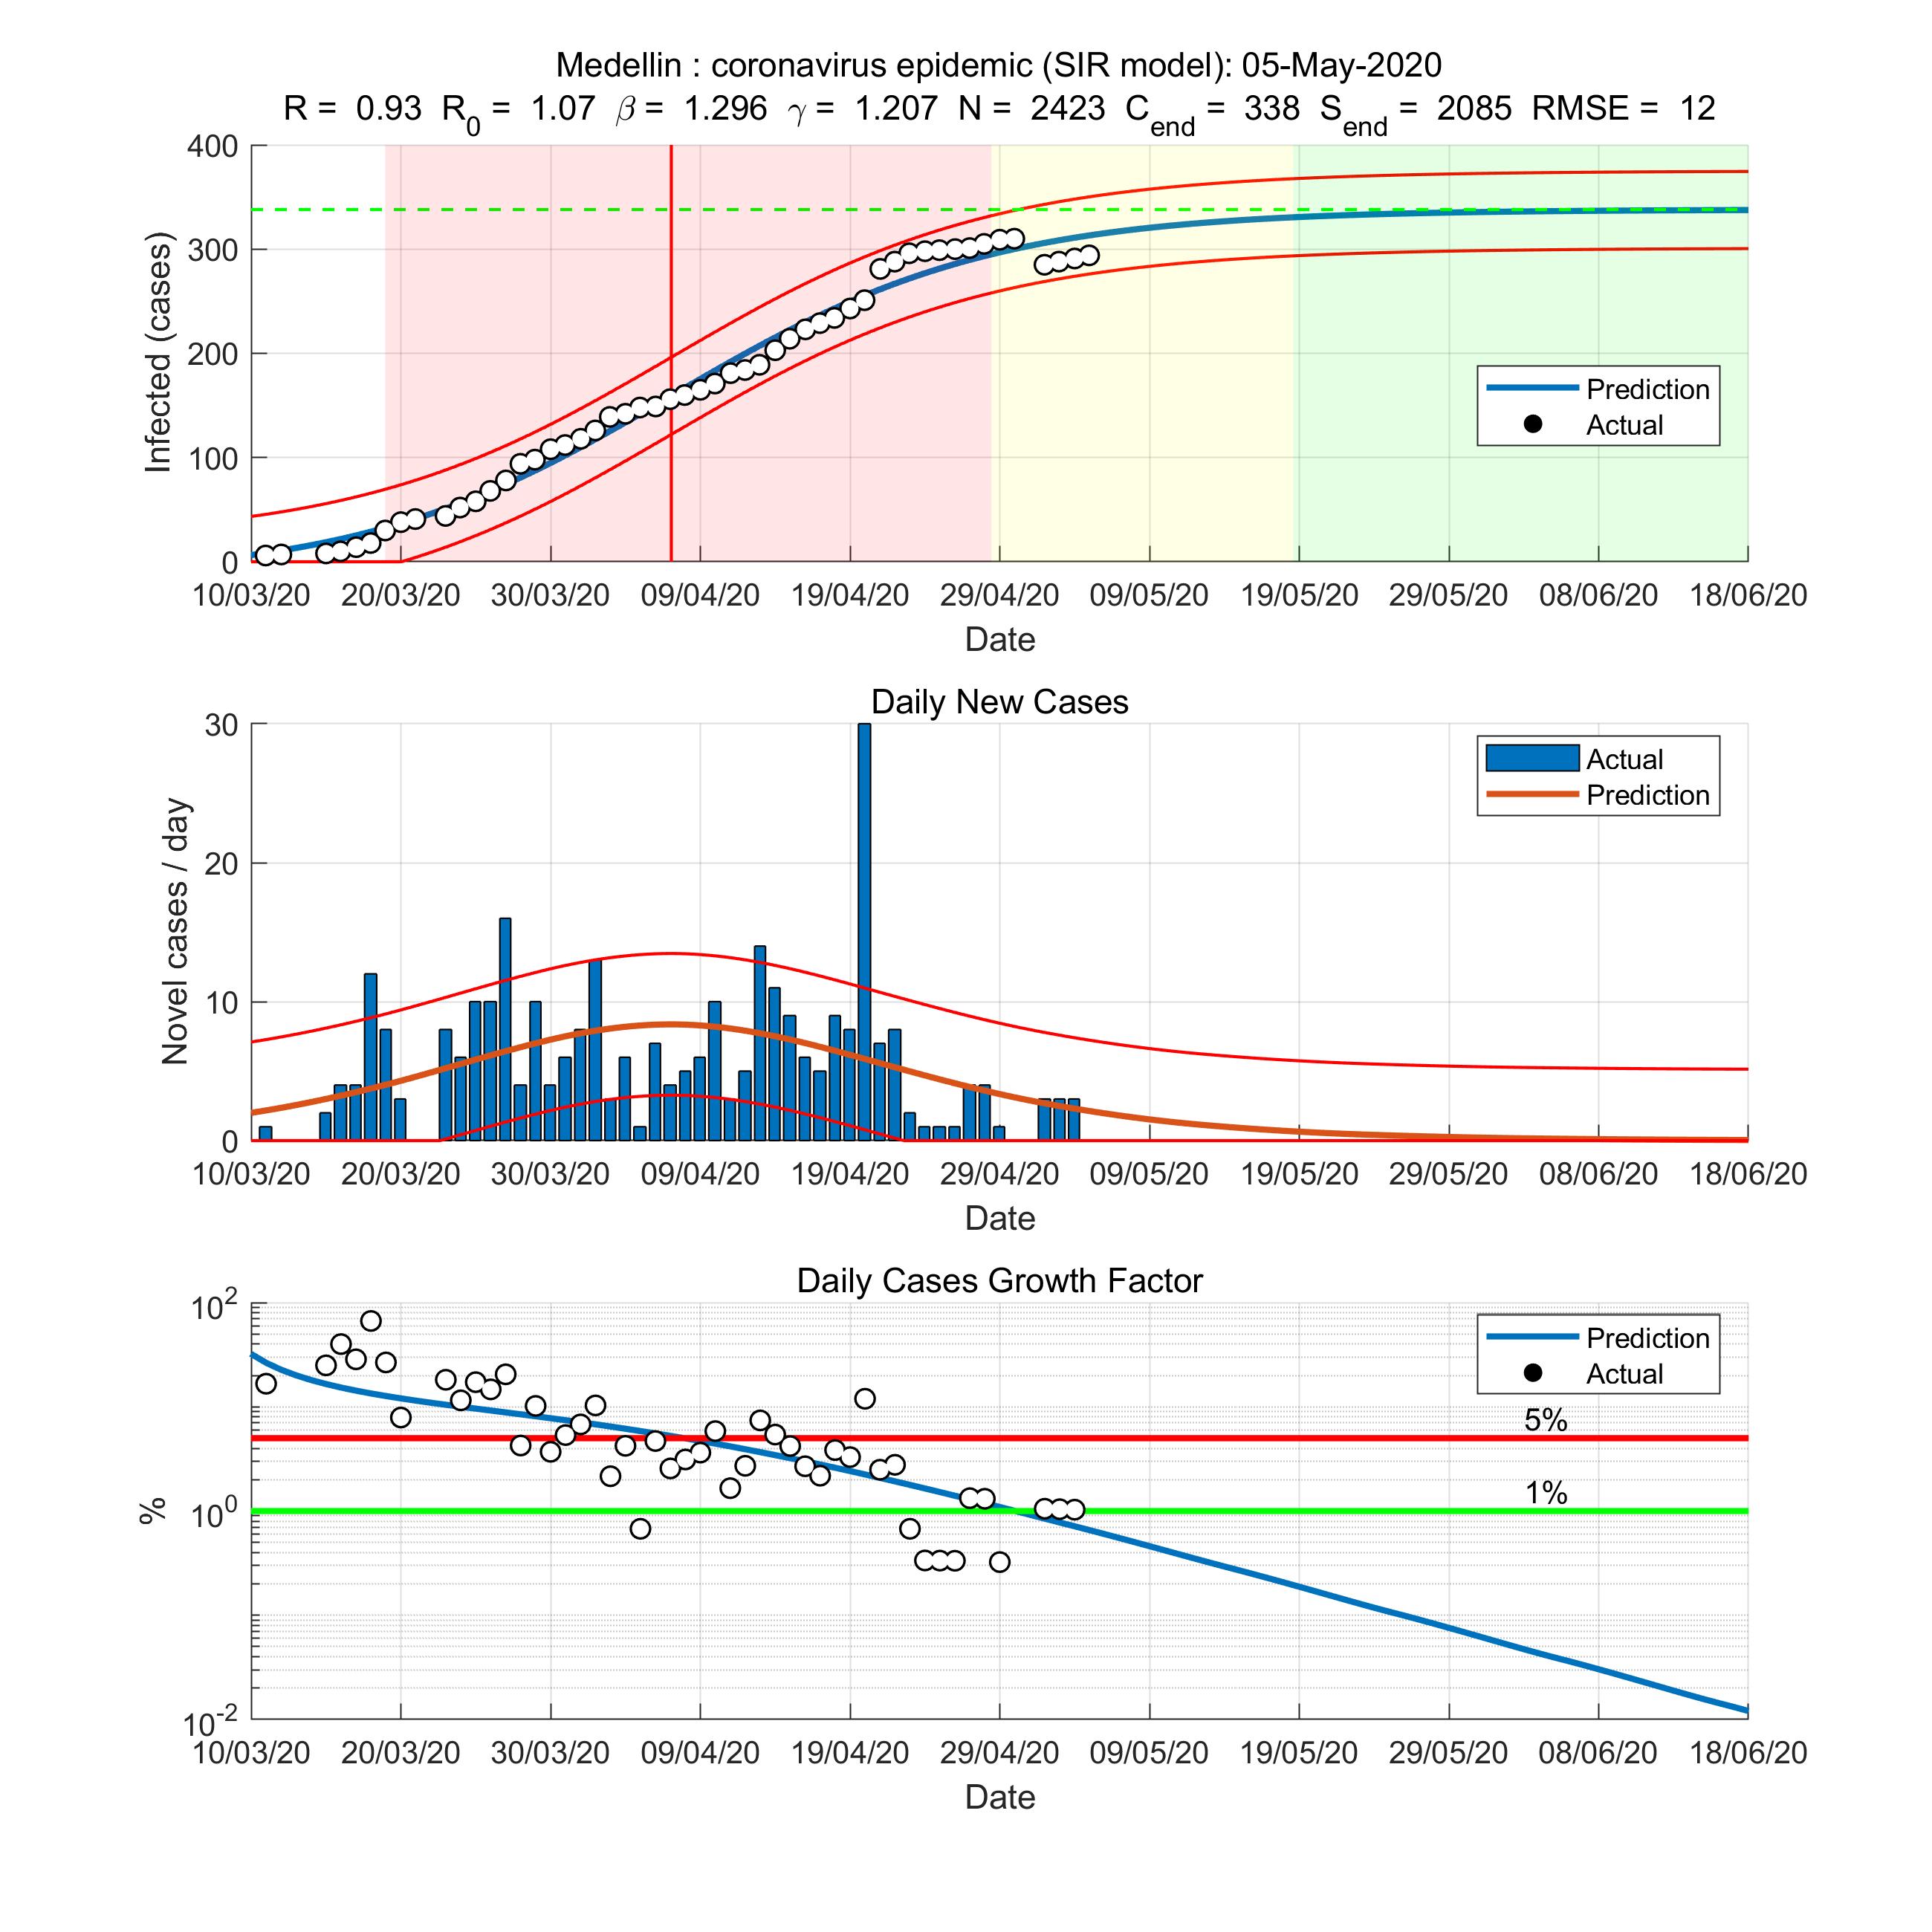 Medellin : coronavirus epidemic (SIR model): 05-May-2020
R = 0.93 R0 = 1.07 β = 1.296 γ = 1.207 N = 2423 Cend = 338 Send = 2085 RMSE = 12
400
300
200
100
0
Infected (cases)
Prediction
Actual
10/03/20 20/03/20 30/03/20 09/04/20 19/04/20 29/04/20 09/05/20 19/05/20 29/05/20 08/06/20 18/06/20
Date
Daily New Cases
30
20
10
0
Novel cases / day
Actual
Prediction
10/03/20 20/03/20 30/03/20 09/04/20 19/04/20 29/04/20 09/05/20 19/05/20 29/05/20 08/06/20 18/06/20
Date
Daily Cases Growth Factor
10^2
10^0
10^-2
%
Prediction
Actual
5%
1%
10/03/20 20/03/20 30/03/20 09/04/20 19/04/20 29/04/20 09/05/20 19/05/20 29/05/20 08/06/20 18/06/20
Date